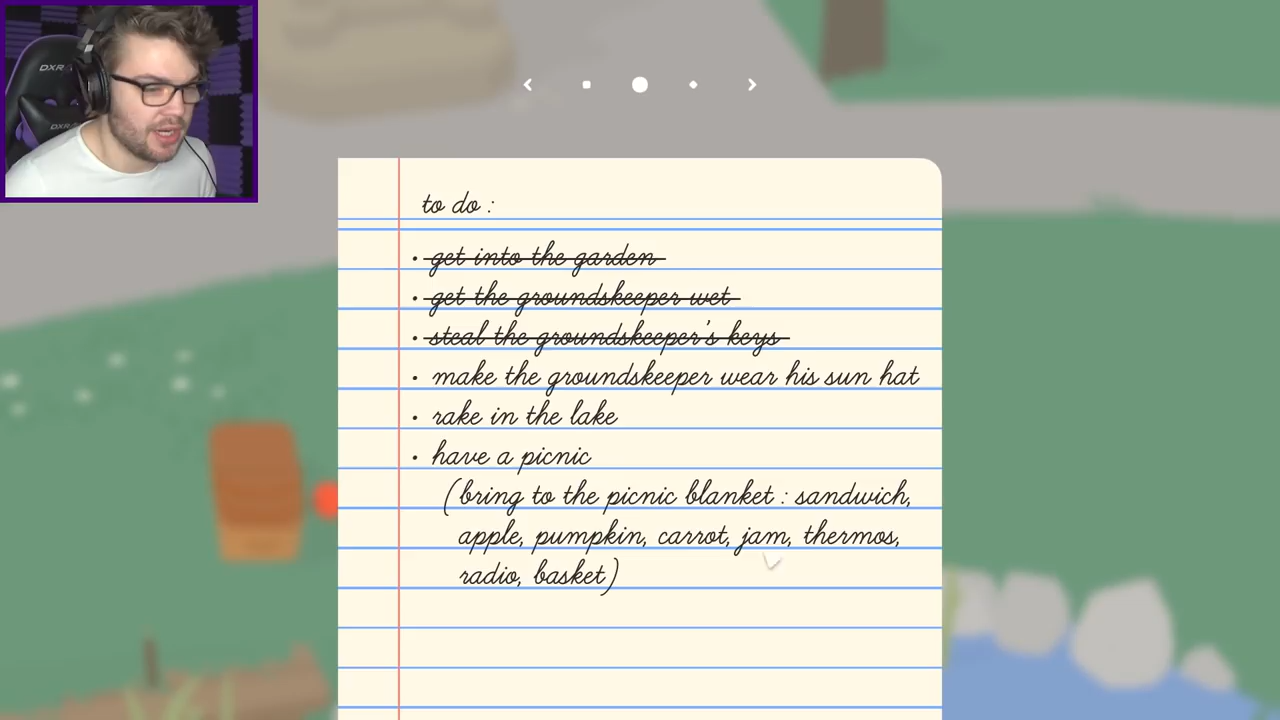 DXR
DXR
to do :
• get into the garden
• get the groundskeeper wet
• steal the groundskeeper's keys
• make the groundskeeper wear his sun hat
• rake in the lake
• have a picnic
(bring to the picnic blanket : sandwich,
apple, pumpkin, carrot, jam, thermos,
radio, basket)